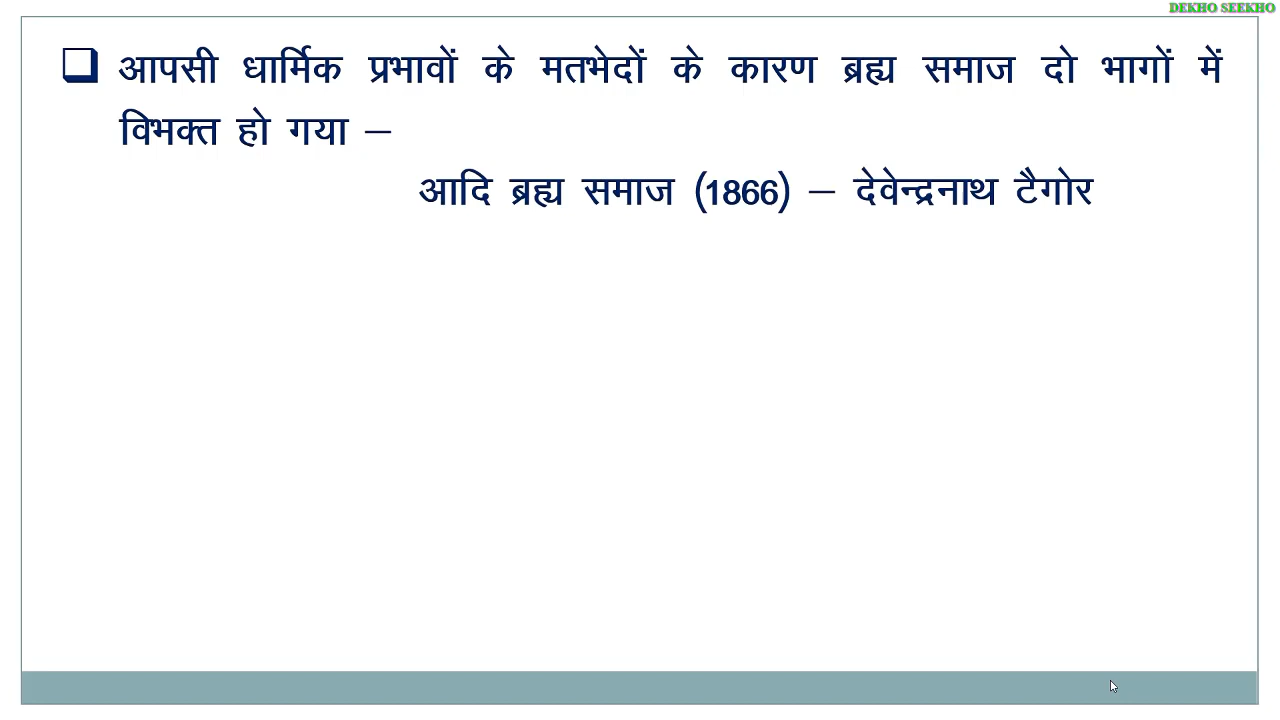 DEKHO SEEKHO
❑ आपसी धार्मिक प्रभावों के मतभेदों के कारण ब्रह्म समाज दो भागों में
विभक्त हो गया –
आदि ब्रह्म समाज (1866) – देवेन्द्रनाथ टैगोर